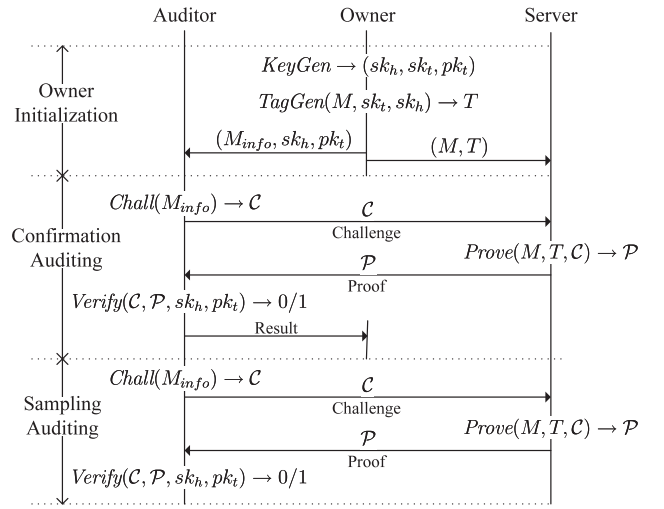 Auditor Owner Server
KeyGen → (sk_h, sk_t, pk_t)
Owner
Initialization
TagGen(M, sk_t, sk_h) → T
(M_info, sk_h, pk_t)
(M, T)
Chall(M_info) → 𝒞
𝒞
Challenge
Confirmation
Auditing
Prove(M, T, 𝒞) → 𝒫
𝒫
Proof
Verify(𝒞, 𝒫, sk_h, pk_t) → 0/1
Result
Chall(M_info) → 𝒞
𝒞
Challenge
Sampling
Auditing
Prove(M, T, 𝒞) → 𝒫
𝒫
Proof
Verify(𝒞, 𝒫, sk_h, pk_t) → 0/1